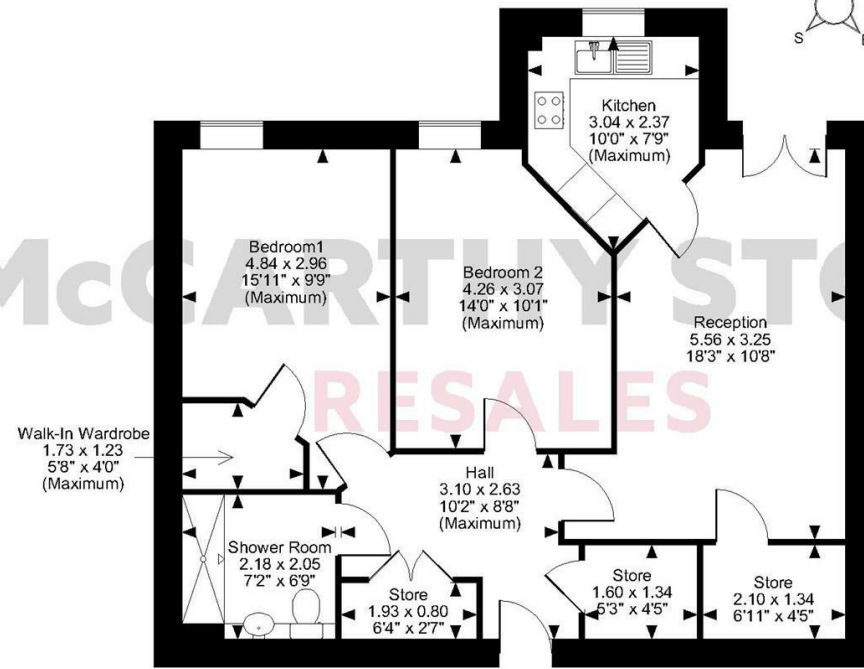 S
Kitchen
3.04 x 2.37
10'0" x 7'9"
(Maximum)
Bedroom1
4.84 x 2.96
15'11" x 9'9"
(Maximum)
Bedroom 2
4.26 x 3.07
14'0" x 10'1"
(Maximum)
McCARTHY STO
Reception
5.56 x 3.25
18'3" x 10'8"
RESALES
Walk-In Wardrobe
1.73 x 1.23
5'8" x 4'0"
(Maximum)
Hall
3.10 x 2.63
10'2" x 8'8"
(Maximum)
Shower Room
2.18 x 2.05
7'2" x 6'9"
Store
1.93 x 0.80
6'4" x 2'7"
Store
1.60 x 1.34
5'3" x 4'5"
Store
2.10 x 1.34
6'11" x 4'5"